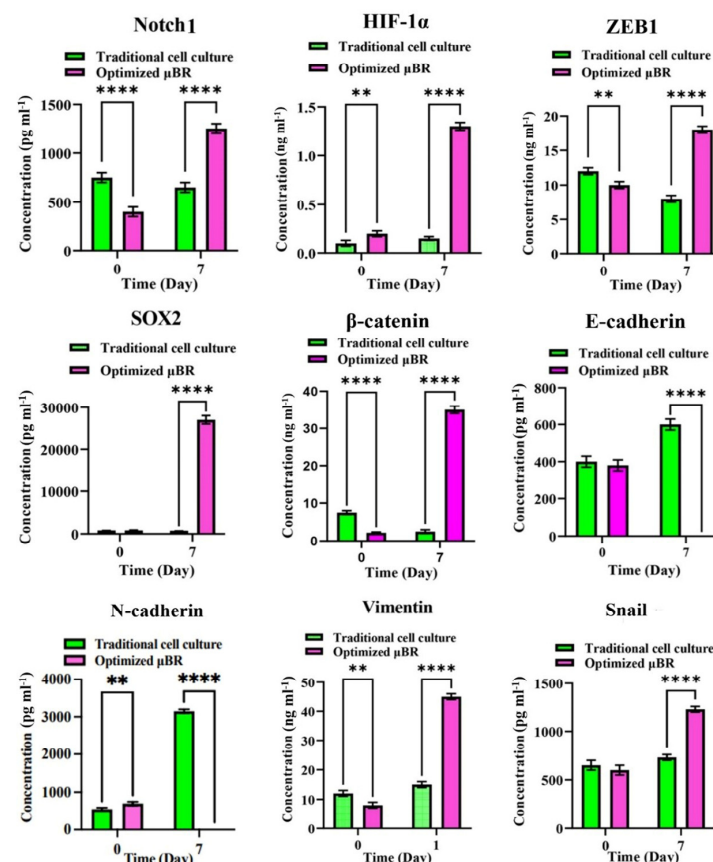 Notch1
Traditional cell culture
Optimized µBR
**** ****
Concentration (pg ml-1)
1500
1000
500
0
0 7
Time (Day)
HIF-1α
Traditional cell culture
Optimized µBR
** ****
Concentration (pg ml-1)
1.5
1.0
0.5
0.0
0 7
Time (Day)
ZEB1
Traditional cell culture
Optimized µBR
** ****
Concentration (ng ml-1)
20
15
10
5
0
0 7
Time (Day)
SOX2
Traditional cell culture
Optimized µBR
****
Concentration (pg ml-1)
30000
20000
10000
0
0 7
Time (Day)
β-catenin
Traditional cell culture
Optimized µBR
**** ****
Concentration (ng ml-1)
40
30
20
10
0
0 7
Time (Day)
E-cadherin
Traditional cell culture
Optimized µBR
****
Concentration (pg ml-1)
800
600
400
200
0
0 7
Time (Day)
N-cadherin
Traditional cell culture
Optimized µBR
** ****
Concentration (pg ml-1)
4000
3000
2000
1000
0
0 7
Time (Day)
Vimentin
Traditional cell culture
Optimized µBR
** ****
Concentration (ng ml-1)
50
40
30
20
10
0
0 1
Time (Day)
Snail
Traditional cell culture
Optimized µBR
****
Concentration (pg ml-1)
1500
1000
500
0
0 7
Time (Day)